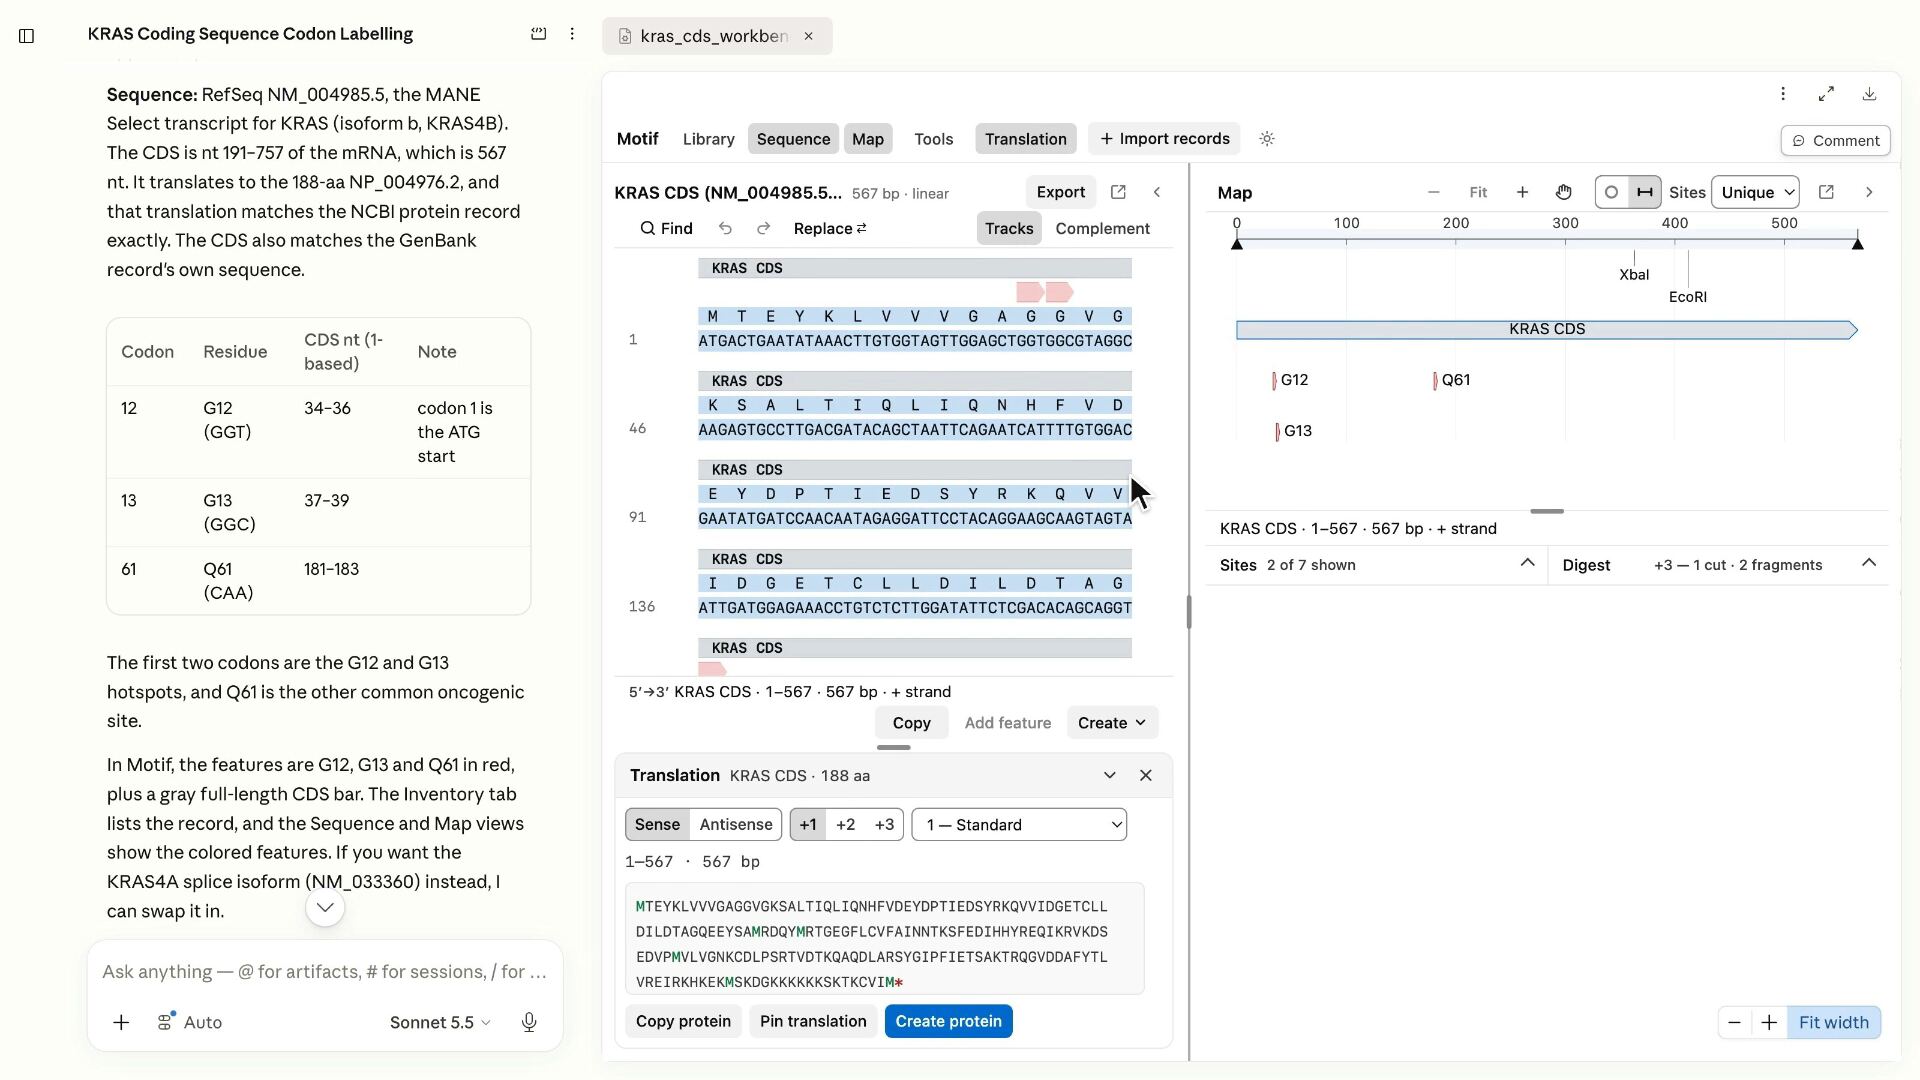 KRAS Coding Sequence Codon Labelling
Sequence: RefSeq NM_004985.5, the MANE
Select transcript for KRAS (isoform b, KRAS4B).
The CDS is nt 191–757 of the mRNA, which is 567
nt. It translates to the 188-aa NP_004976.2, and
that translation matches the NCBI protein record
exactly. The CDS also matches the GenBank
record's own sequence.
Codon Residue CDS nt (1-based) Note
12 G12 (GGT) 34–36 codon 1 is the ATG start
13 G13 (GGC) 37–39
61 Q61 (CAA) 181–183
The first two codons are the G12 and G13
hotspots, and Q61 is the other common oncogenic
site.
In Motif, the features are G12, G13 and Q61 in red,
plus a gray full-length CDS bar. The Inventory tab
lists the record, and the Sequence and Map views
show the colored features. If you want the
KRAS4A splice isoform (NM_033360) instead, I
can swap it in.
Ask anything — @ for artifacts, # for sessions, / for ...
Auto Sonnet 5.5
kras_cds_workben
Motif Library Sequence Map Tools Translation + Import records
Comment
KRAS CDS (NM_004985.5... 567 bp · linear Export
Find Replace Tracks Complement
KRAS CDS
M T E Y K L V V V G A G G V G
1 ATGACTGAATATAAACTTGTGGTAGTTGGAGCTGGTGGCGTAGGC
KRAS CDS
K S A L T I Q L I Q N H F V D
46 AAGAGTGCCTTGACGATACAGCTAATTCAGAATCATTTTGTGGAC
KRAS CDS
E Y D P T I E D S Y R K Q V V
91 GAATATGATCCAACAATAGAGGATTCCTACAGGAAGCAAGTAGTA
KRAS CDS
I D G E T C L L D I L D T A G
136 ATTGATGGAGAAACCTGTCTCTTGGATATTCTCGACACAGCAGGT
KRAS CDS
5'→3' KRAS CDS · 1–567 · 567 bp · + strand
Copy Add feature Create
Translation KRAS CDS · 188 aa
Sense Antisense +1 +2 +3 1 — Standard
1–567 · 567 bp
MTEYKLVVVGAGGVGKSALTIQLIQNHFVDEYDPTIEDSYRKQVVIDGETCLL
DILDTAGQEEYSAMRDQYMRTGEGFLCVFAINNTKSFEDIHHYREQIKRVKDS
EDVPMVLVGNKCDLPSRTVDTKQAQDLARSYGIPFIETSAKTRQGVDDAFYTL
VREIRKHKEKMSKDGKKKKKKSKTKCVIM*
Copy protein Pin translation Create protein
Map Fit Sites Unique
0 100 200 300 400 500
XbaI
EcoRI
KRAS CDS
G12 Q61
G13
KRAS CDS · 1–567 · 567 bp · + strand
Sites 2 of 7 shown Digest +3 — 1 cut · 2 fragments
Fit width